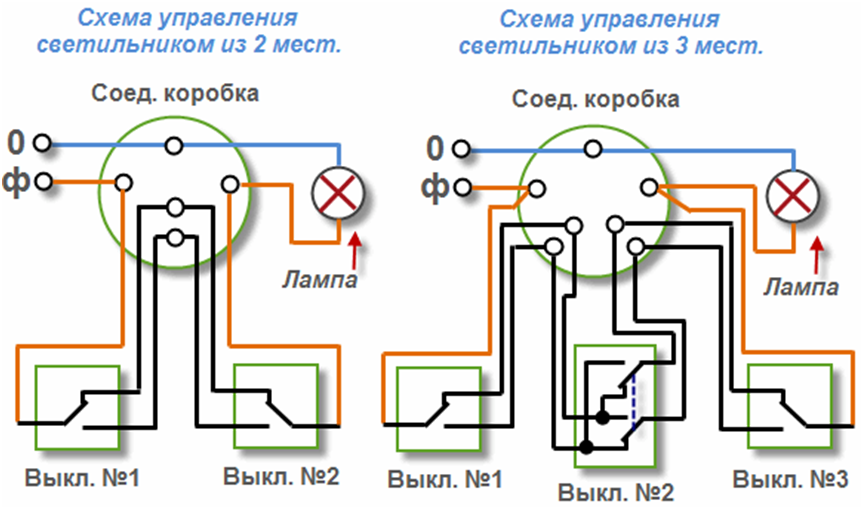 Схема управления
светильником из 2 мест.
Соед. коробка
0
ф
Лампа
Выкл. №1
Выкл. №2
Схема управления
светильником из 3 мест.
Соед. коробка
0
ф
Лампа
Выкл. №1
Выкл. №2
Выкл. №3